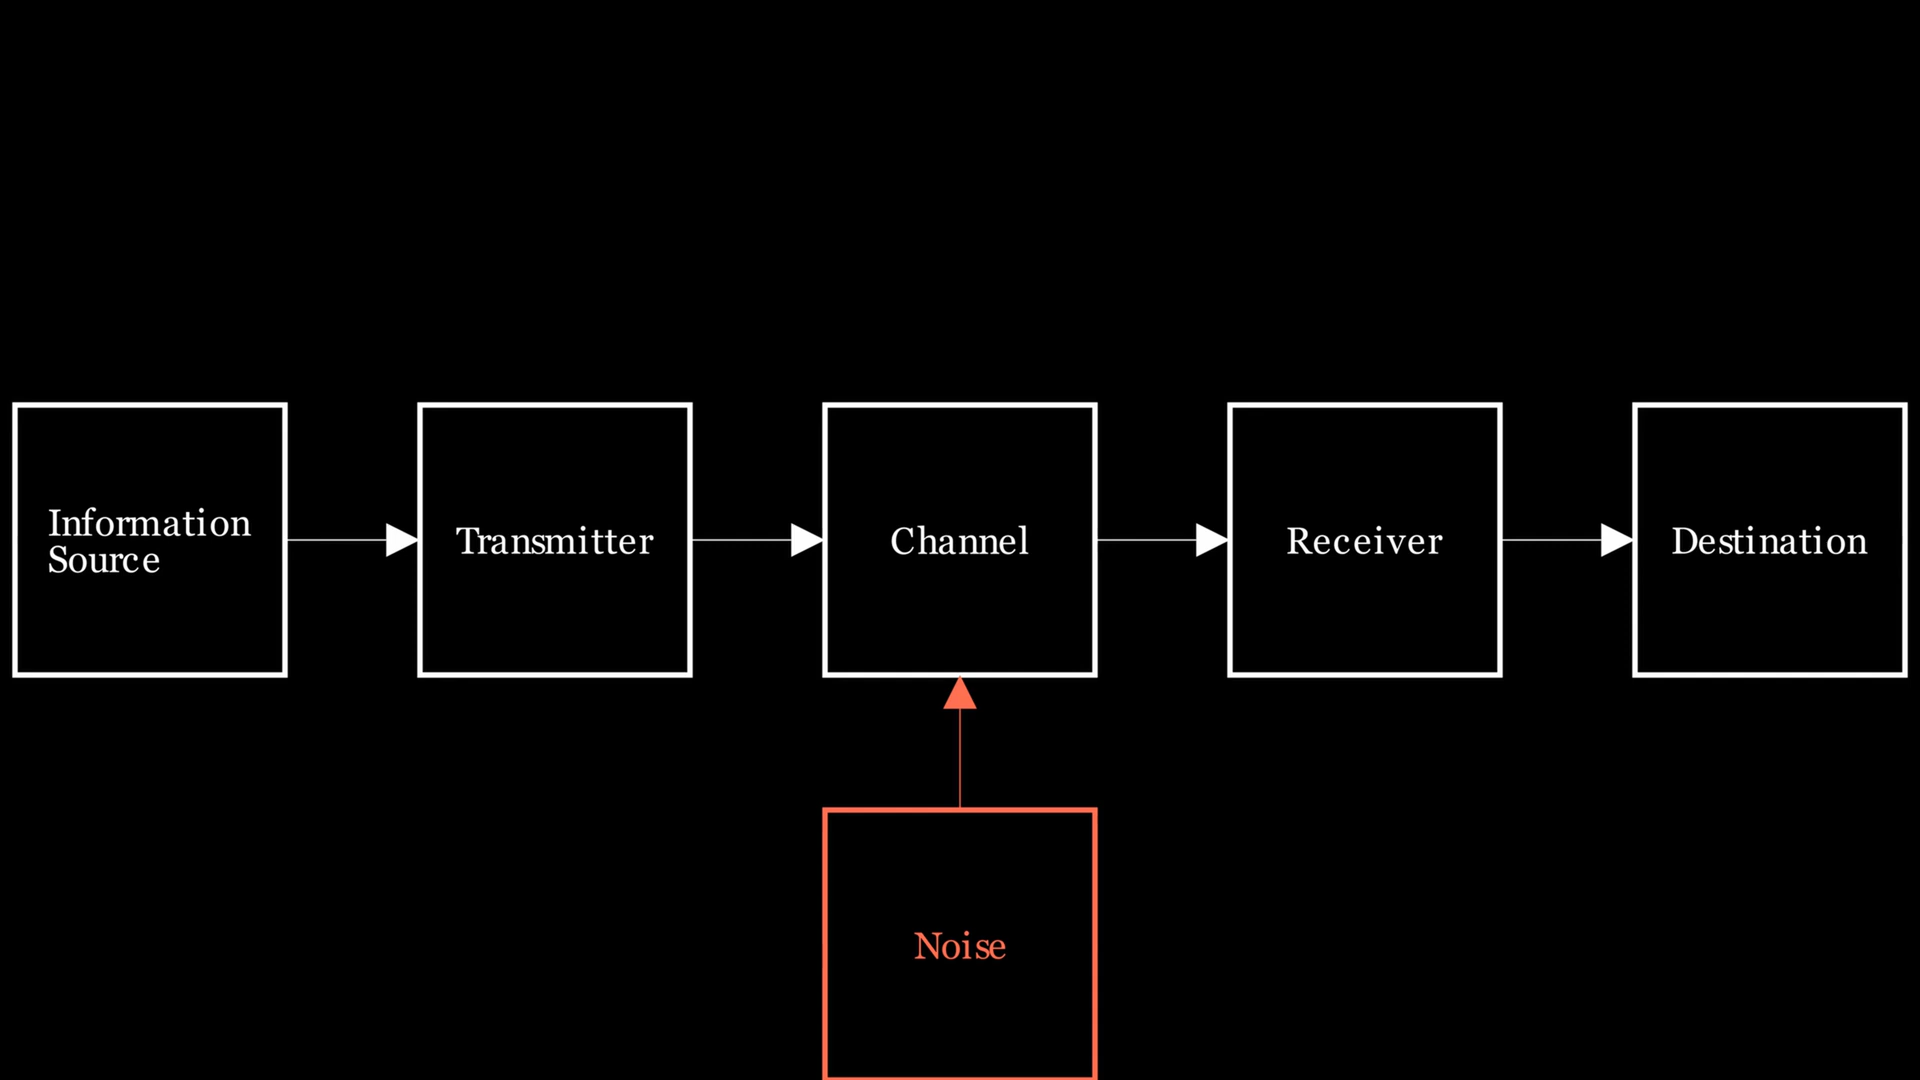 Information
Source
Transmitter
Channel
Receiver
Destination
Noise